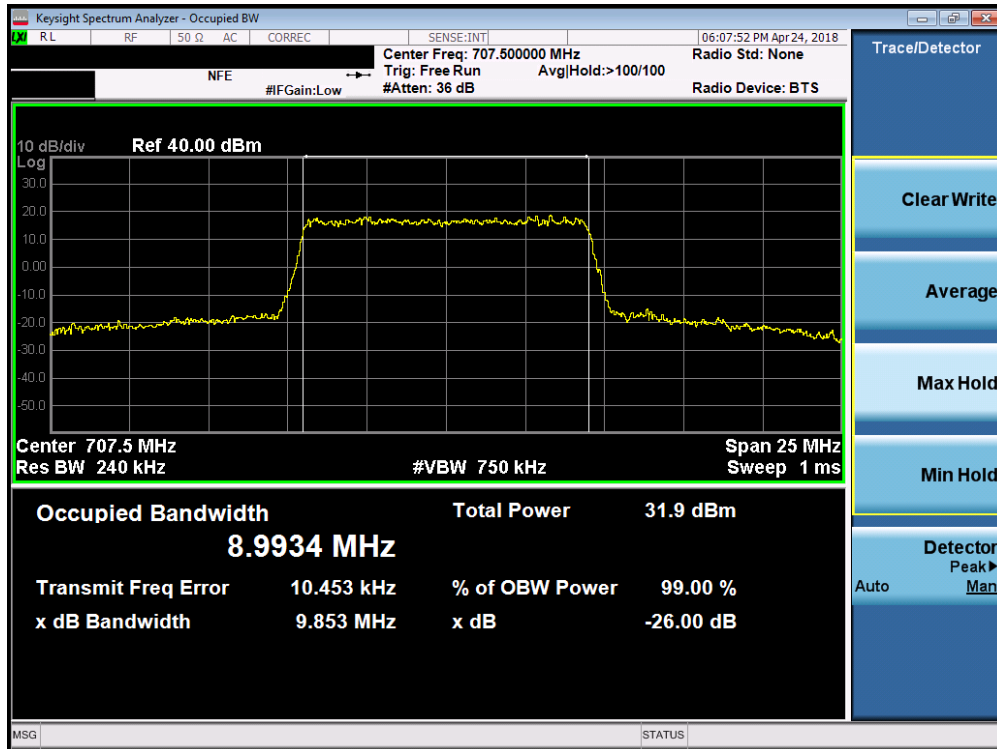 Keysight Spectrum Analyzer - Occupied BW
LXI RL RF 50 Ω AC CORREC SENSE:INT 06:07:52 PM Apr 24, 2018
Center Freq: 707.500000 MHz Radio Std: None
NFE Trig: Free Run Avg|Hold:>100/100
#IFGain:Low #Atten: 36 dB Radio Device: BTS
10 dB/div Ref 40.00 dBm
Log
30.0
20.0
10.0
0.00
-10.0
-20.0
-30.0
-40.0
-50.0
Center 707.5 MHz Span 25 MHz
Res BW 240 kHz #VBW 750 kHz Sweep 1 ms
Occupied Bandwidth Total Power 31.9 dBm
8.9934 MHz
Transmit Freq Error 10.453 kHz % of OBW Power 99.00 %
x dB Bandwidth 9.853 MHz x dB -26.00 dB
MSG STATUS
Trace/Detector
Clear Write
Average
Max Hold
Min Hold
Detector
Peak▶
Auto Man